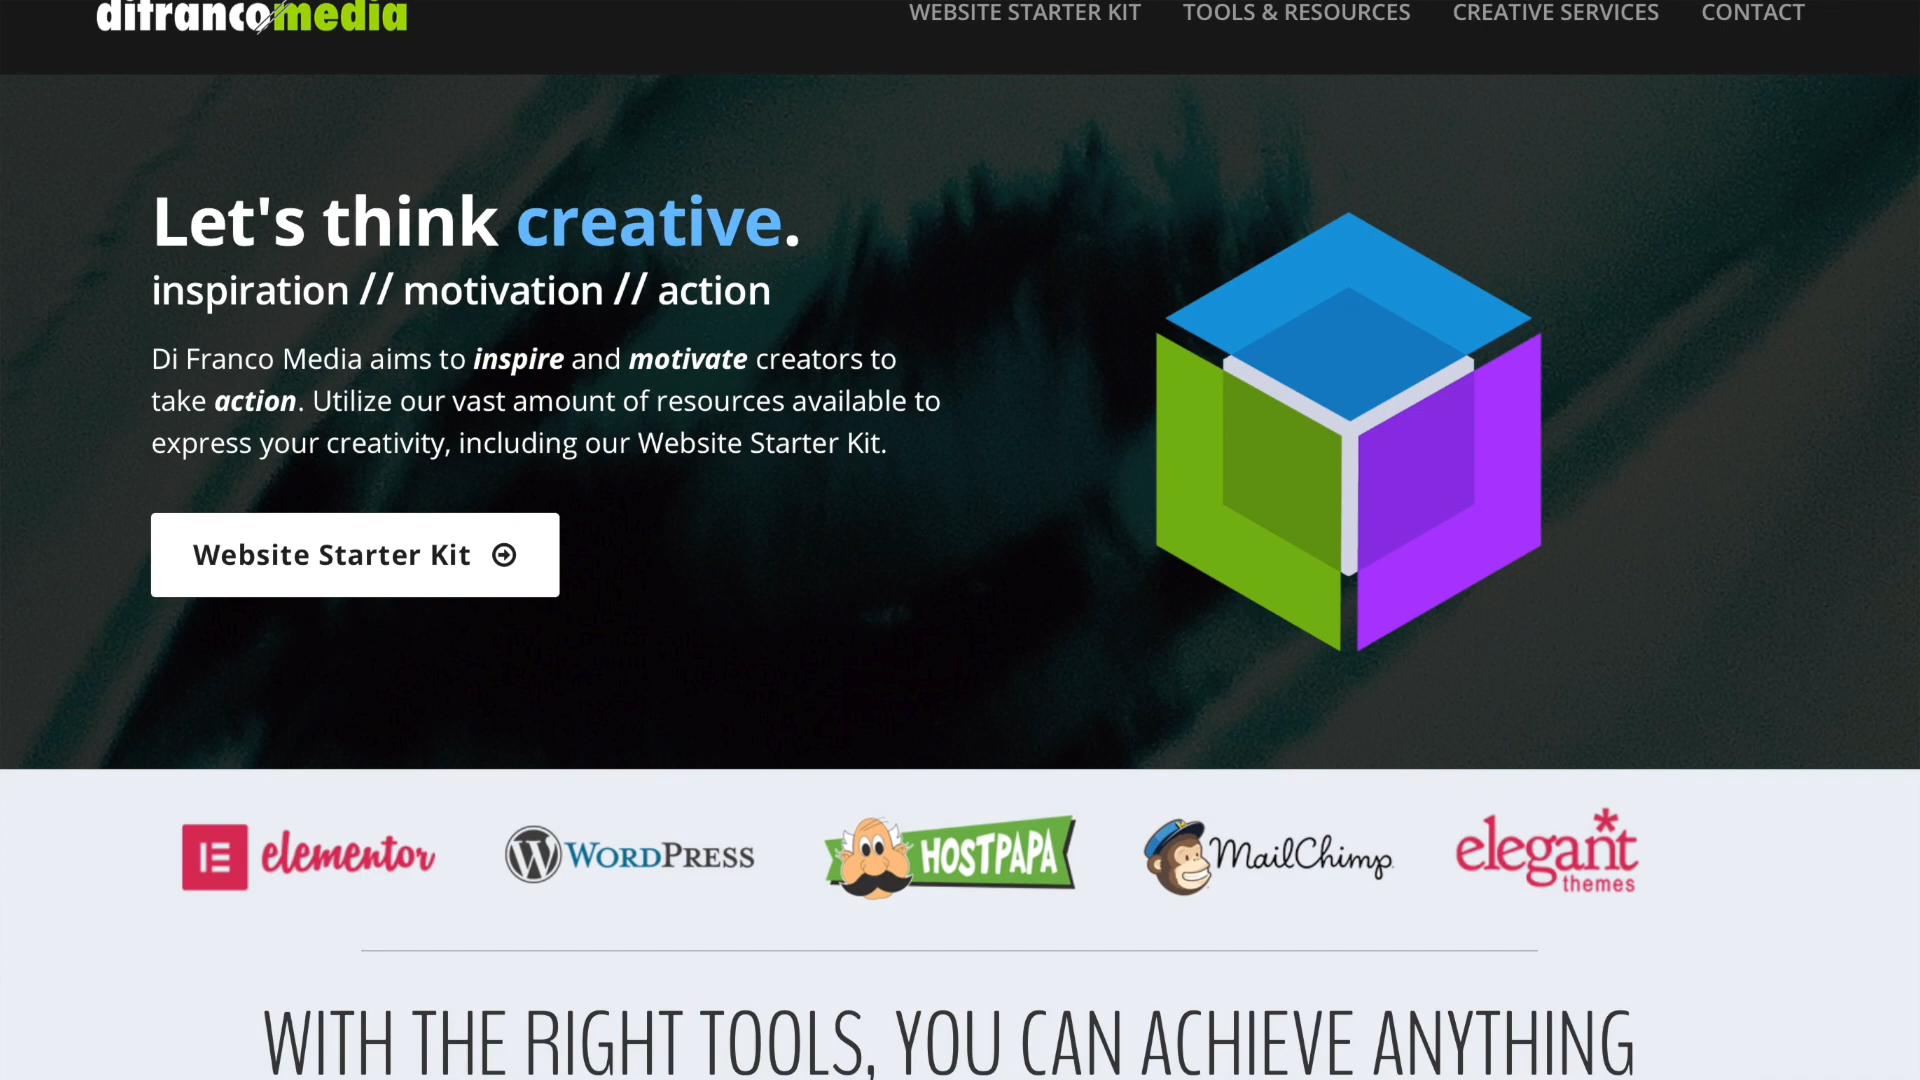 difrancomedia
WEBSITE STARTER KIT
TOOLS & RESOURCES
CREATIVE SERVICES
CONTACT
Let's think creative.
inspiration // motivation // action
Di Franco Media aims to inspire and motivate creators to
take action. Utilize our vast amount of resources available to
express your creativity, including our Website Starter Kit.
Website Starter Kit
elementor
WORDPRESS
HOSTPAPA
MailChimp
elegant
themes
WITH THE RIGHT TOOLS, YOU CAN ACHIEVE ANYTHING